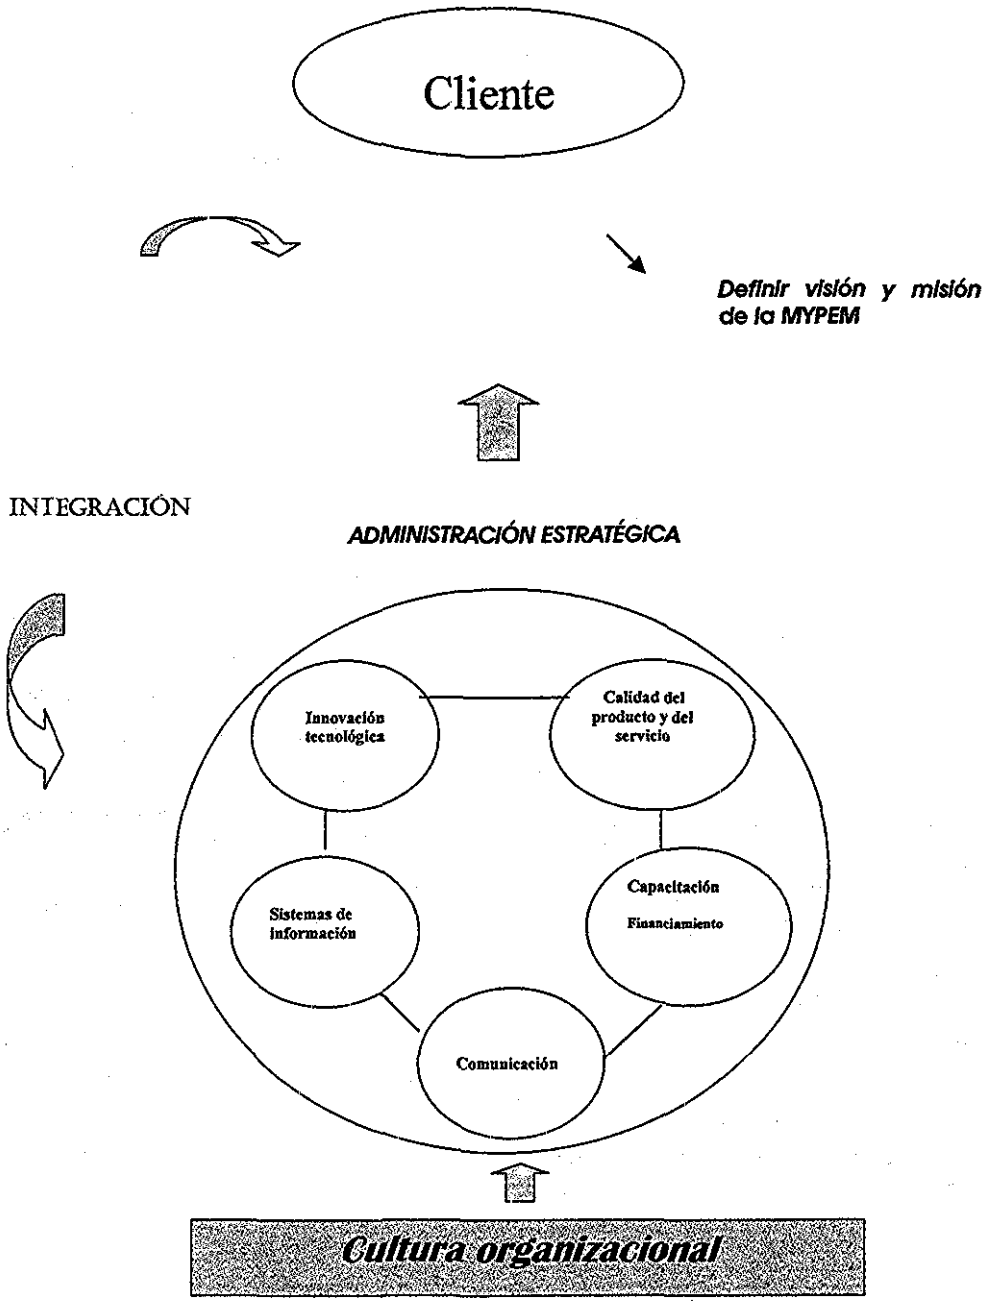 Cliente
Definir visión y misión
de la MYPEM
INTEGRACIÓN
ADMINISTRACIÓN ESTRATÉGICA
Innovación
tecnológica
Calidad del
producto y del
servicio
Sistemas de
información
Capacitación
Financiamiento
Comunicación
Cultura organizacional